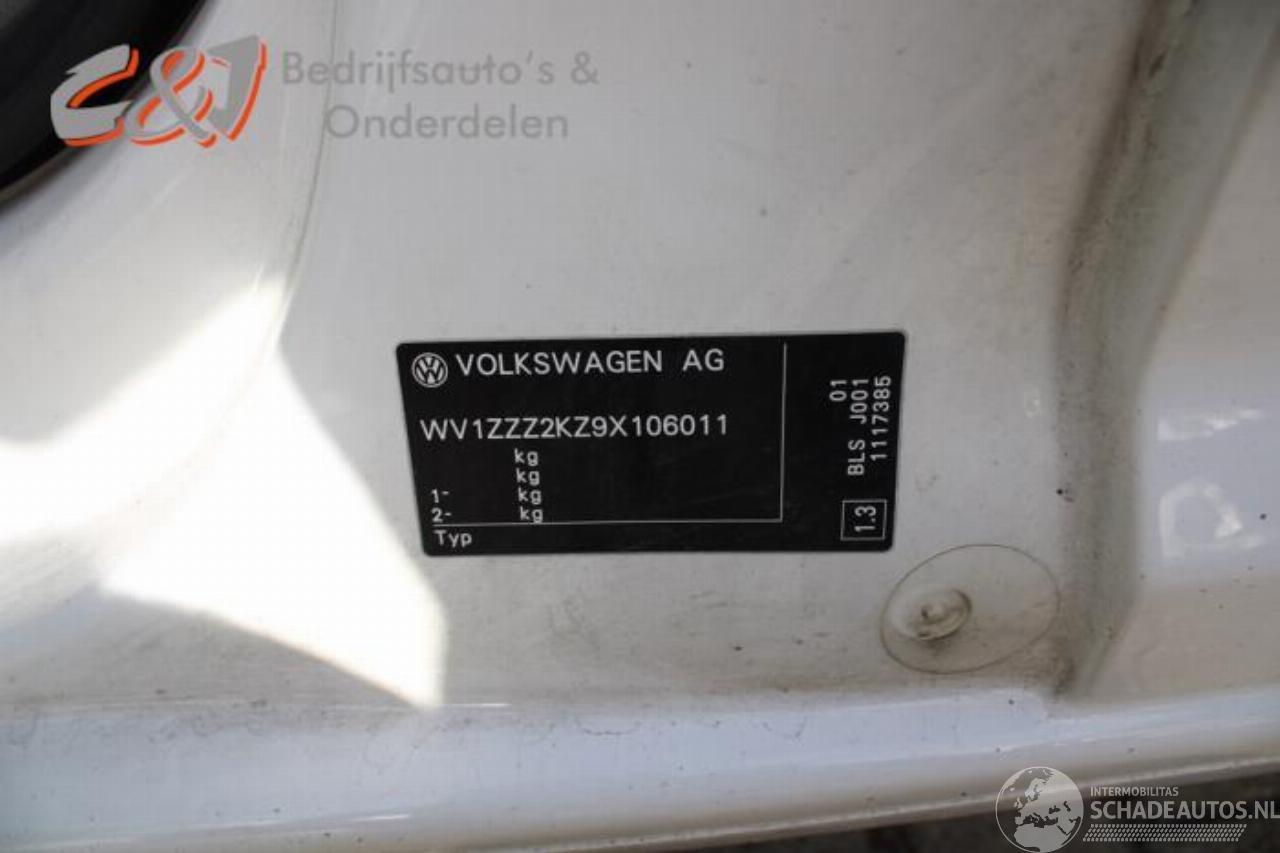 C&J Bedrijfsauto's &
Onderdelen
VOLKSWAGEN AG
WV1ZZZ2KZ9X106011
kg
kg
1- kg
2- kg
Typ
01
BLS J001
1117385
1.3
INTERMOBILITAS
SCHADEAUTOS.NL